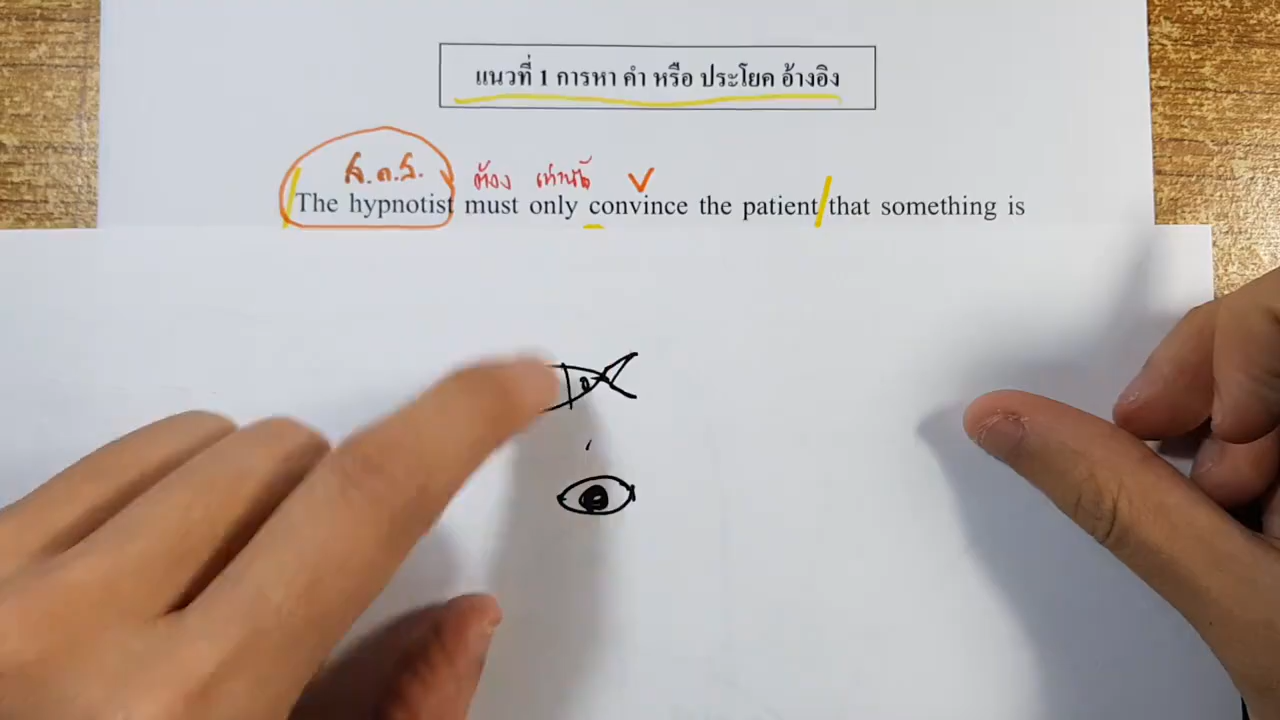 แนวที่ 1 การหา คำ หรือ ประโยค อ้างอิง
ส.ก.ส. ต้อง เท่านั้น V
The hypnotist must only convince the patient that something is